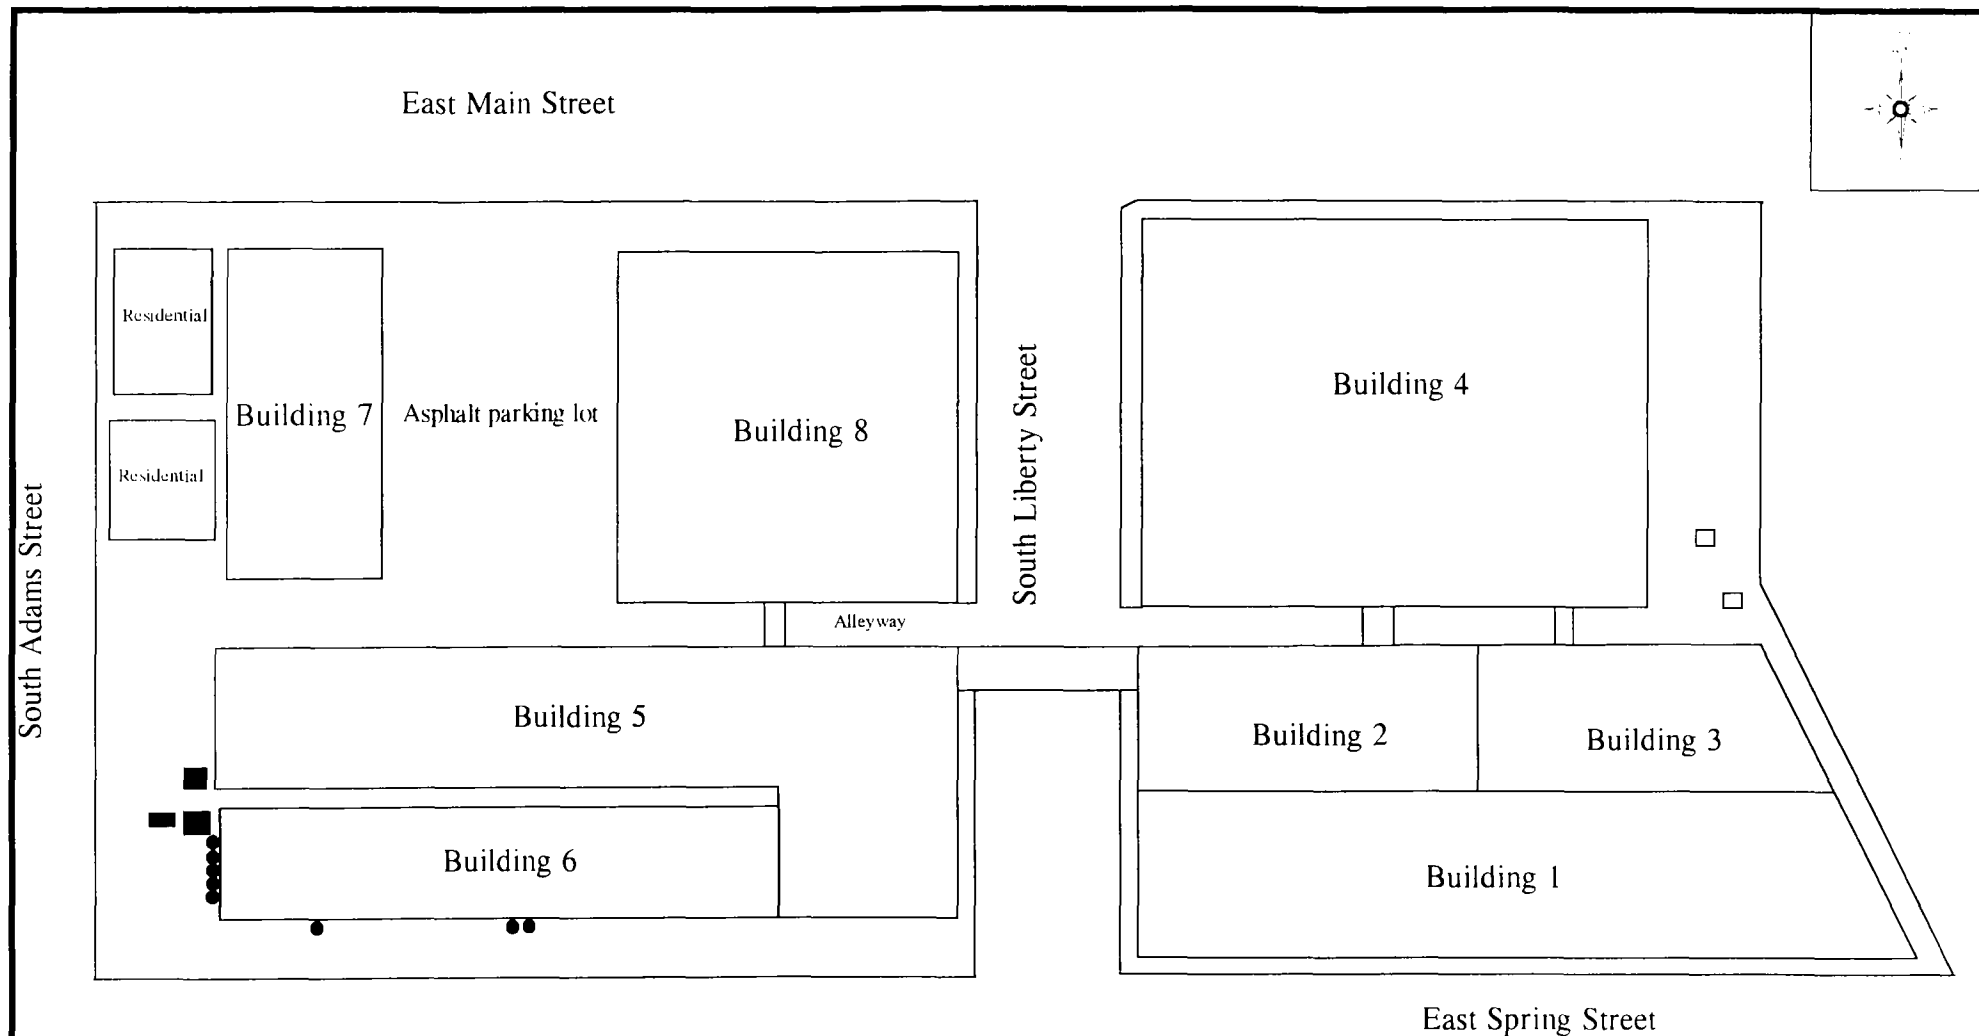 East Main Street
Residential
Building 7
Asphalt parking lot
Building 8
South Liberty Street
Building 4
Residential
South Adams Street
Alleyway
Building 5
Building 2
Building 3
Building 6
Building 1
East Spring Street